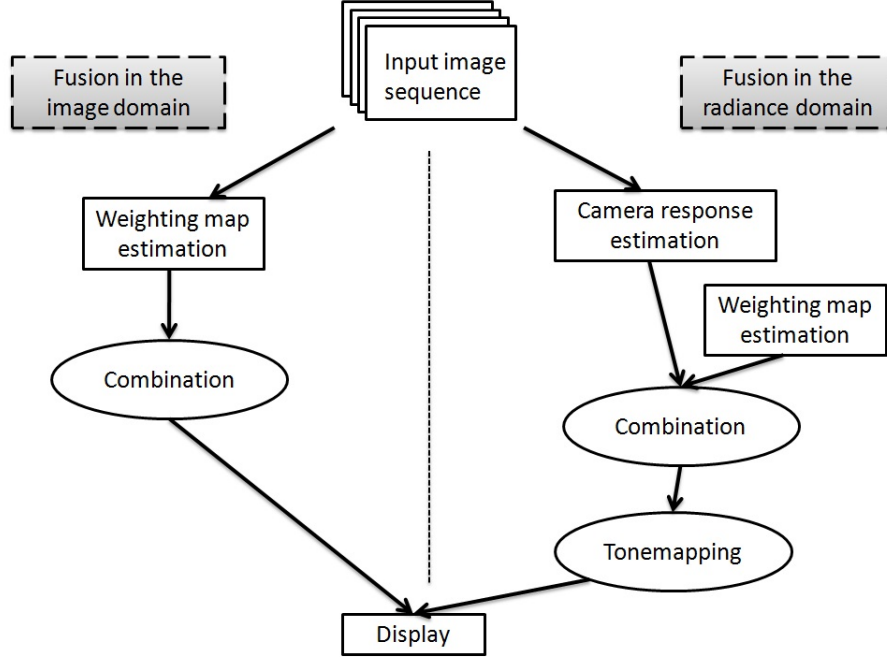 Fusion in the
image domain
Input image
sequence
Fusion in the
radiance domain
Weighting map
estimation
Camera response
estimation
Weighting map
estimation
Combination
Combination
Tonemapping
Display